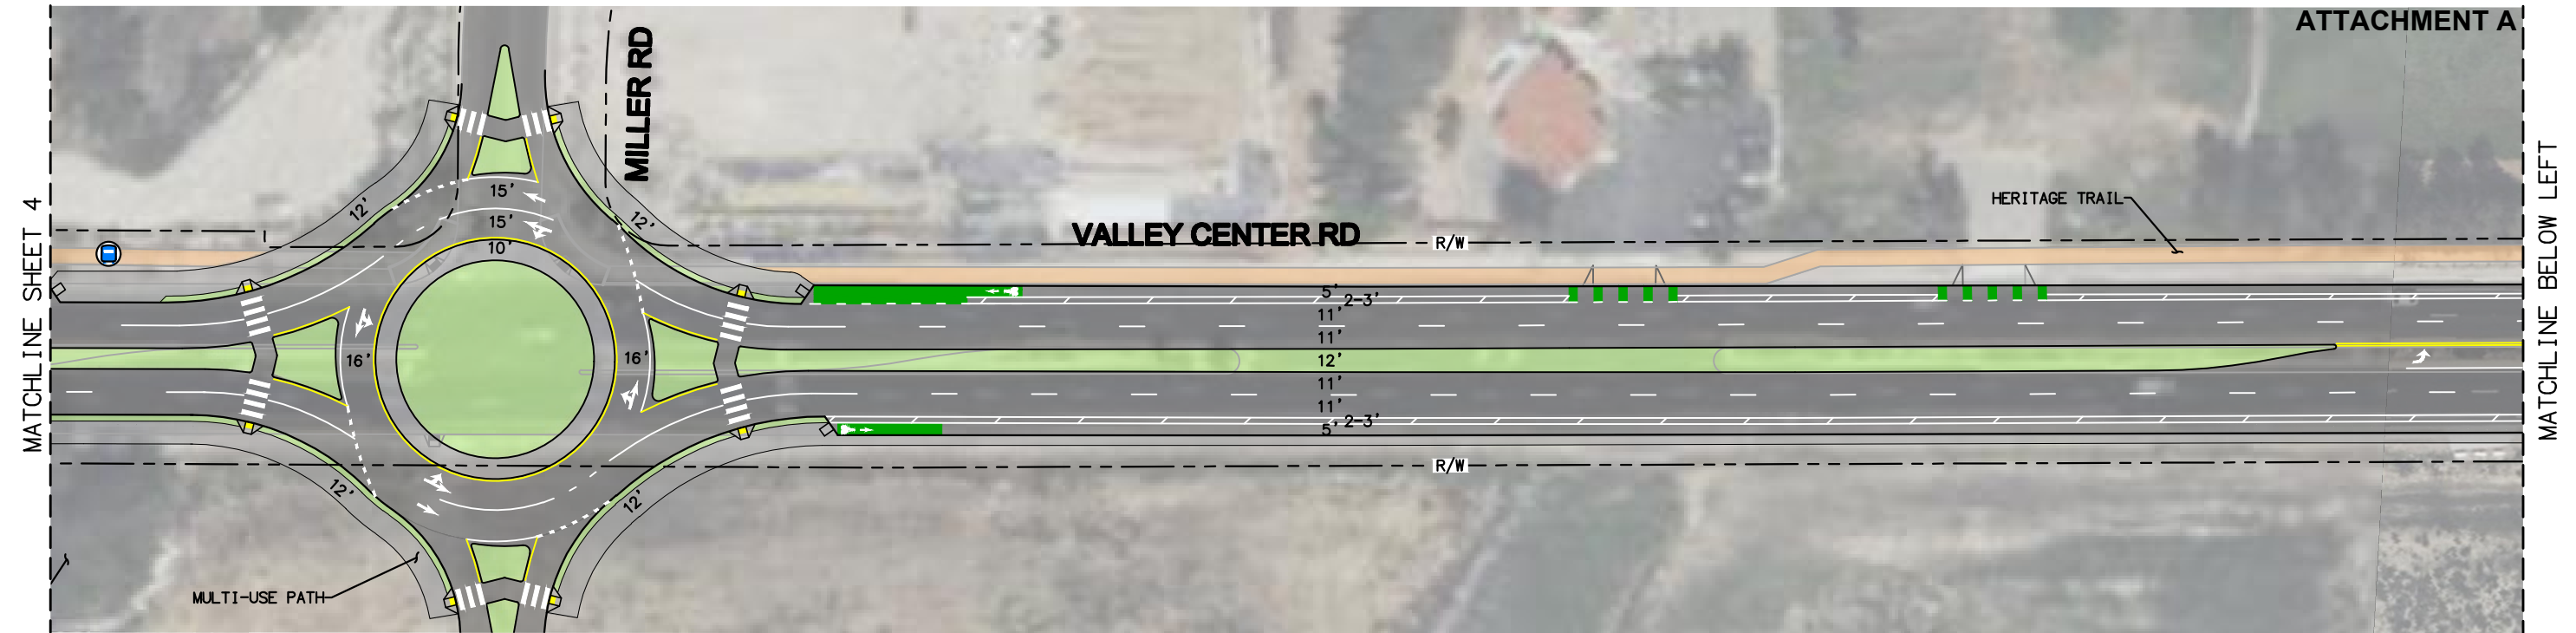 ATTACHMENT A
MATCHLINE SHEET 4
MILLER RD
VALLEY CENTER RD
R/W
HERITAGE TRAIL
MATCHLINE BELOW LEFT
12'
12'
15'
15'
10'
16'
16'
5'
2-3'
11'
11'
12'
11'
11'
2-3'
5'
R/W
12'
12'
MULTI-USE PATH